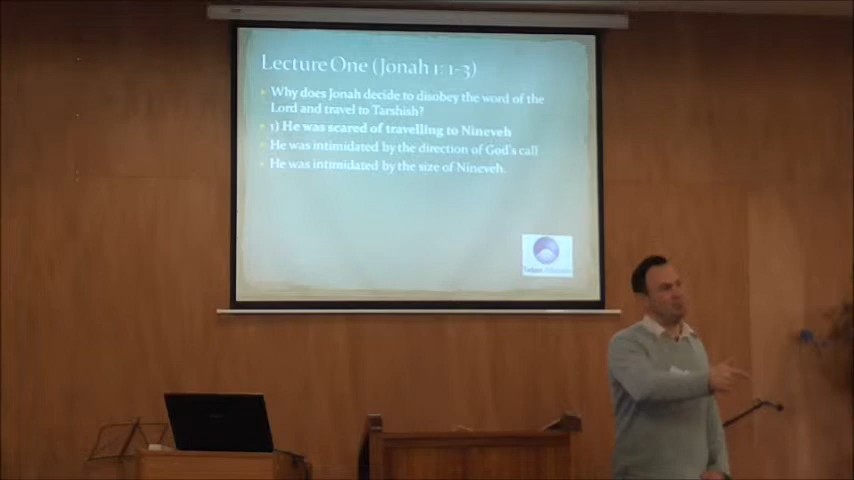 Lecture One (Jonah 1: 1-3)
Why does Jonah decide to disobey the word of the
Lord and travel to Tarshish?
1) He was scared of travelling to Nineveh
He was intimidated by the direction of God's call
He was intimidated by the size of Nineveh.